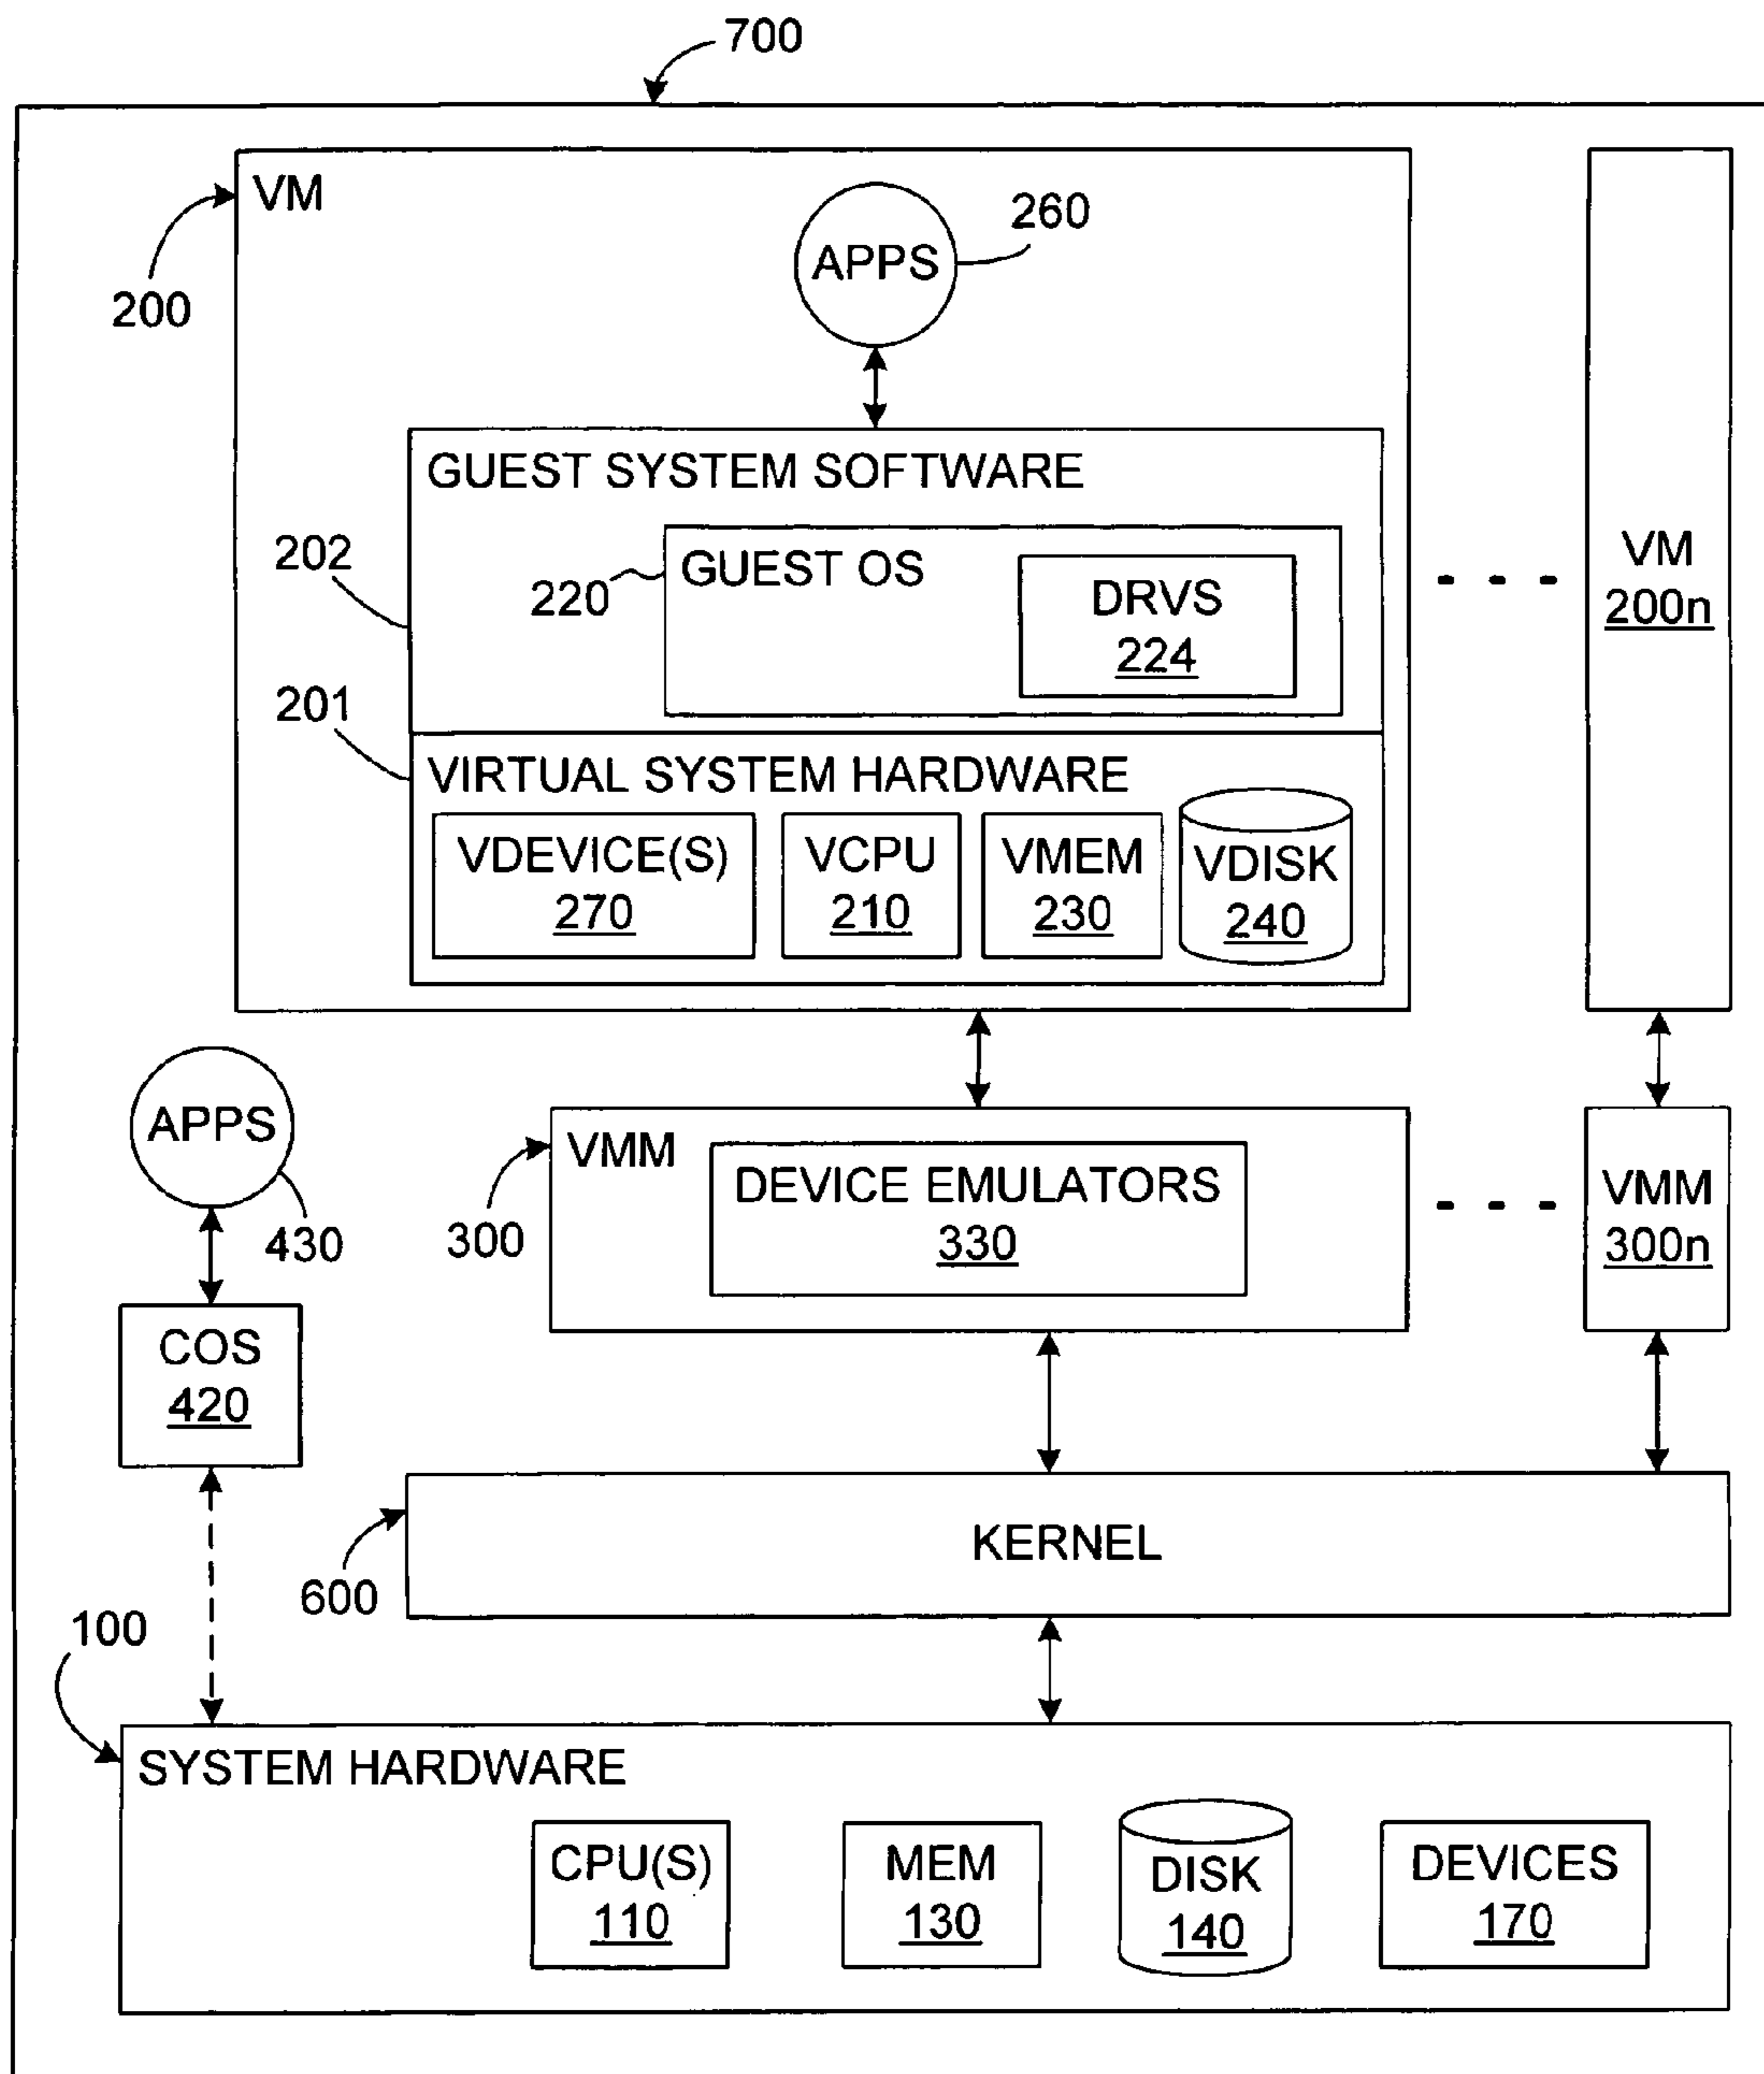 700
VM
200
APPS
260
GUEST SYSTEM SOFTWARE
202
GUEST OS
220
DRVS
224
VM
200n
201
VIRTUAL SYSTEM HARDWARE
VDEVICE(S)
270
VCPU
210
VMEM
230
VDISK
240
APPS
430
VMM
300
DEVICE EMULATORS
330
VMM
300n
COS
420
KERNEL
600
100
SYSTEM HARDWARE
CPU(S)
110
MEM
130
DISK
140
DEVICES
170